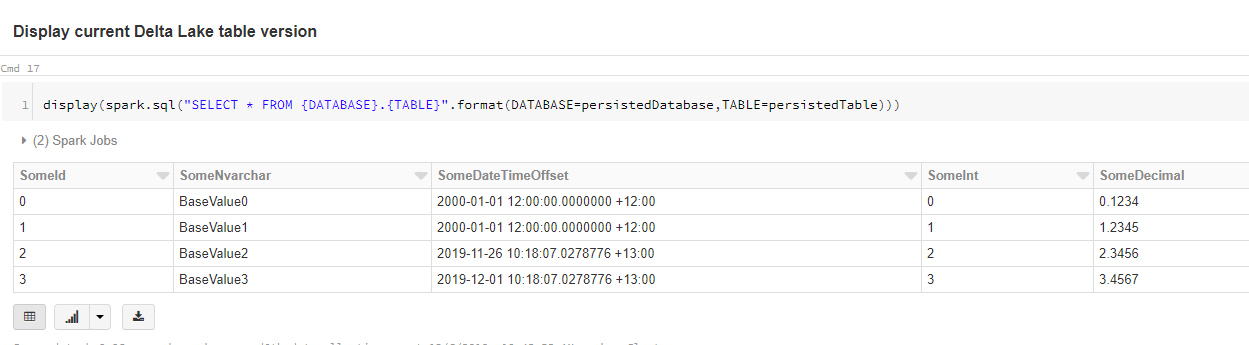 Display current Delta Lake table version
Cmd 17
1 display(spark.sql("SELECT * FROM {DATABASE}.{TABLE}".format(DATABASE=persistedDatabase,TABLE=persistedTable)))
(2) Spark Jobs
SomeId SomeNvarchar SomeDateTimeOffset SomeInt SomeDecimal
0 BaseValue0 2000-01-01 12:00:00.0000000 +12:00 0 0.1234
1 BaseValue1 2000-01-01 12:00:00.0000000 +12:00 1 1.2345
2 BaseValue2 2019-11-26 10:18:07.0278776 +13:00 2 2.3456
3 BaseValue3 2019-12-01 10:18:07.0278776 +13:00 3 3.4567